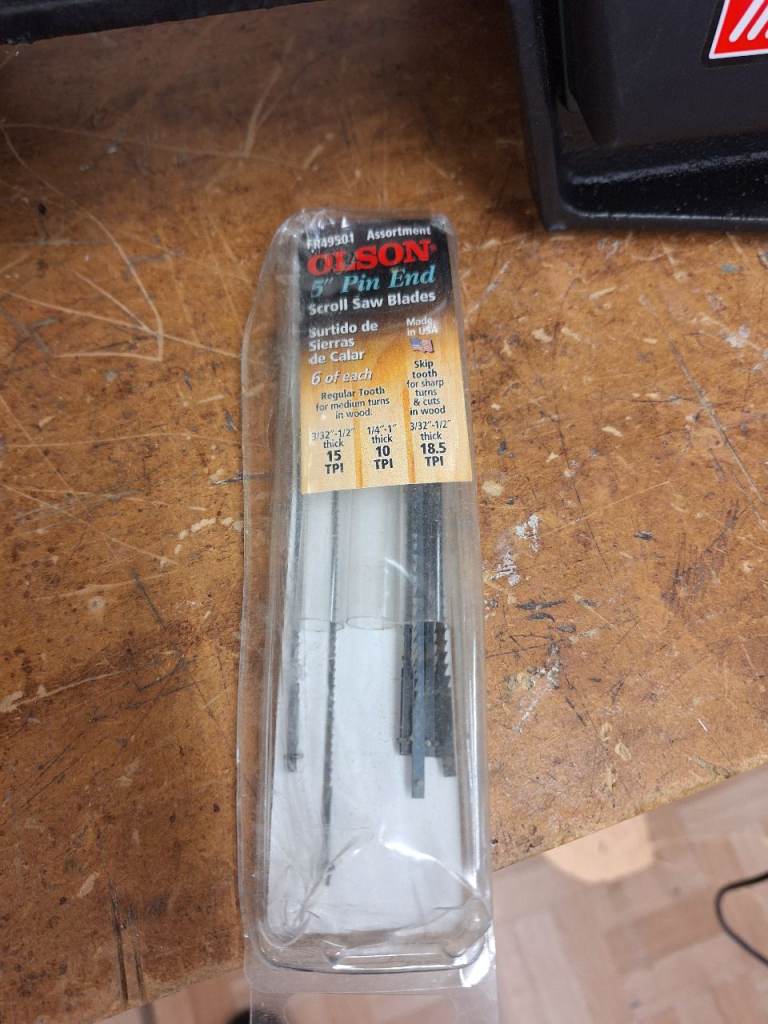 FR49501 Assortment
OLSON®
5" Pin End
Scroll Saw Blades
Surtido de
Sierras
de Calar
6 of each
Made
in USA
Regular Tooth
for medium turns
in wood.
Skip
tooth
for sharp
turns
& cuts
in wood
3/32"-1/2"
thick
15
TPI
1/4"-1"
thick
10
TPI
3/32"-1/2"
thick
18.5
TPI